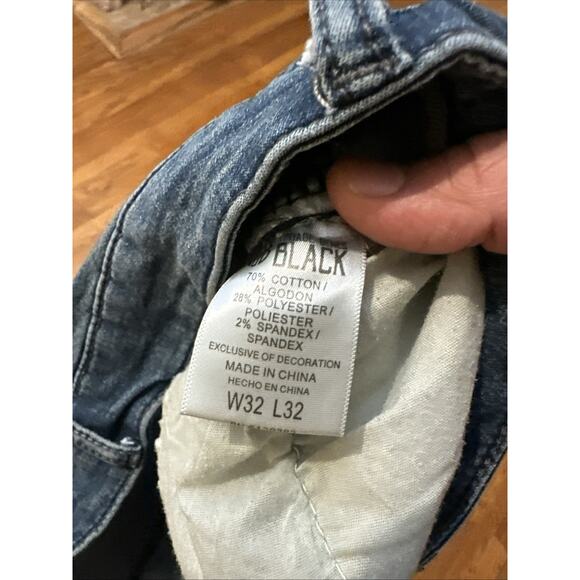 BLACK
70% COTTON/
ALGODON
28% POLYESTER/
POLIESTER
2% SPANDEX/
SPANDEX
EXCLUSIVE OF DECORATION
MADE IN CHINA
HECHO EN CHINA
W32 L32